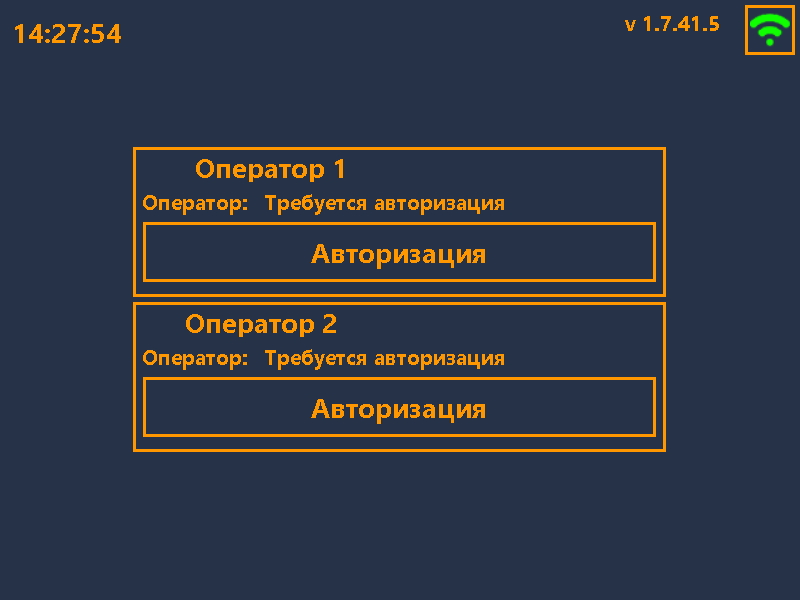 14:27:54
v 1.7.41.5
Оператор 1
Оператор: Требуется авторизация
Авторизация
Оператор 2
Оператор: Требуется авторизация
Авторизация